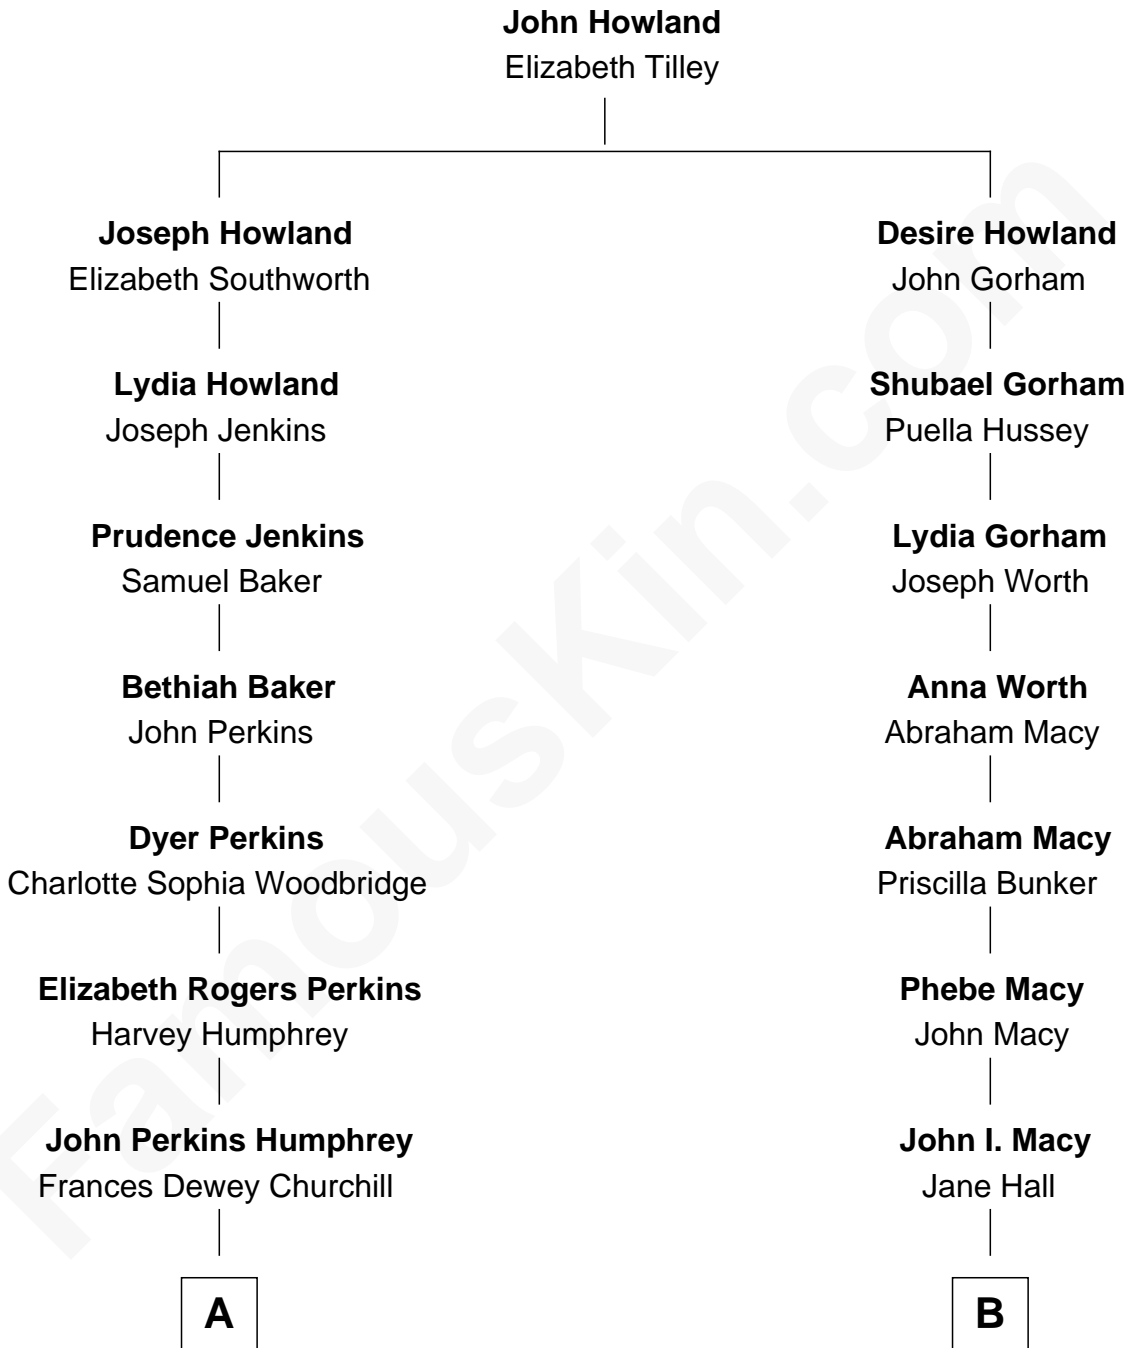 John Howland
Elizabeth Tilley
Joseph Howland
Elizabeth Southworth
Desire Howland
John Gorham
Lydia Howland
Joseph Jenkins
Shubael Gorham
Puella Hussey
Prudence Jenkins
Samuel Baker
Lydia Gorham
Joseph Worth
Bethiah Baker
John Perkins
Anna Worth
Abraham Macy
Dyer Perkins
Charlotte Sophia Woodbridge
Abraham Macy
Priscilla Bunker
Elizabeth Rogers Perkins
Harvey Humphrey
Phebe Macy
John Macy
John Perkins Humphrey
Frances Dewey Churchill
John I. Macy
Jane Hall
A
B
FamousKin.com